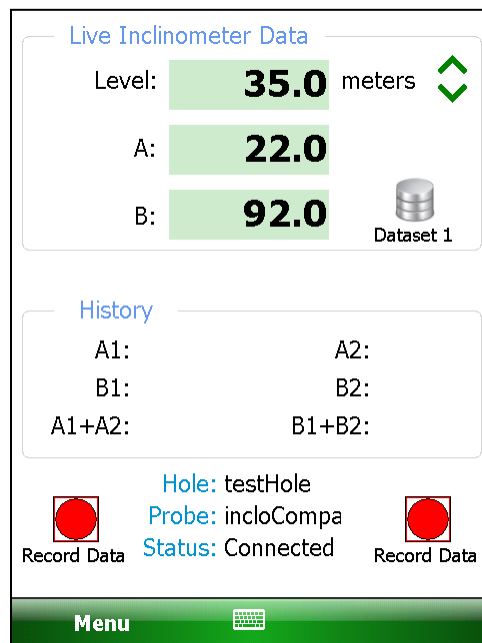 Live Inclinometer Data
Level: 35.0 meters
A: 22.0
B: 92.0
Dataset 1
History
A1: A2:
B1: B2:
A1+A2: B1+B2:
Hole: testHole
Probe: incloCompa
Status: Connected
Record Data Record Data
Menu